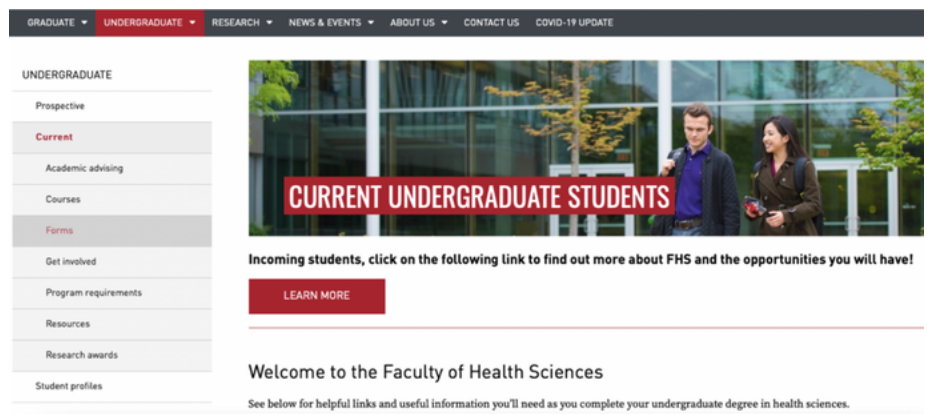 GRADUATE UNDERGRADUATE RESEARCH NEWS & EVENTS ABOUT US CONTACT US COVID-19 UPDATE
UNDERGRADUATE
Prospective
Current
Academic advising
Courses
Forms
Get involved
Program requirements
Resources
Research awards
Student profiles
CURRENT UNDERGRADUATE STUDENTS
Incoming students, click on the following link to find out more about FHS and the opportunities you will have!
LEARN MORE
Welcome to the Faculty of Health Sciences
See below for helpful links and useful information you'll need as you complete your undergraduate degree in health sciences.